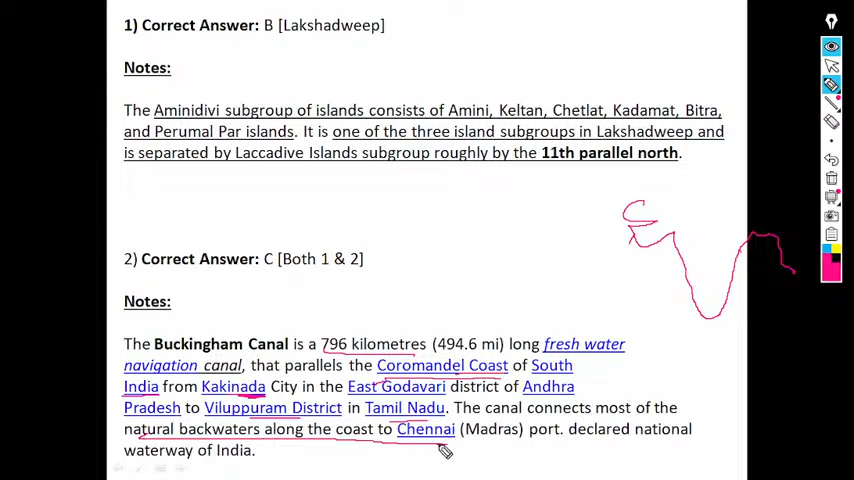 1) Correct Answer: B [Lakshadweep]
Notes:
The Aminidivi subgroup of islands consists of Amini, Keltan, Chetlat, Kadamat, Bitra,
and Perumal Par islands. It is one of the three island subgroups in Lakshadweep and
is separated by Laccadive Islands subgroup roughly by the 11th parallel north.
2) Correct Answer: C [Both 1 & 2]
Notes:
The Buckingham Canal is a 796 kilometres (494.6 mi) long fresh water
navigation canal, that parallels the Coromandel Coast of South
India from Kakinada City in the East Godavari district of Andhra
Pradesh to Viluppuram District in Tamil Nadu. The canal connects most of the
natural backwaters along the coast to Chennai (Madras) port. declared national
waterway of India.